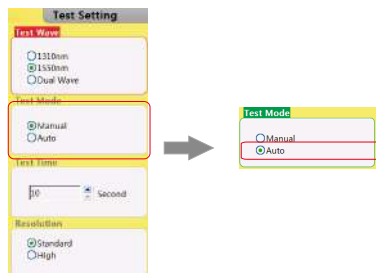 Test Setting
Test Wave
1310nm
1550nm
Dual Wave
Test Mode
Manual
Auto
Test Time
10 Second
Resolution
Standard
High
Test Mode
Manual
Auto